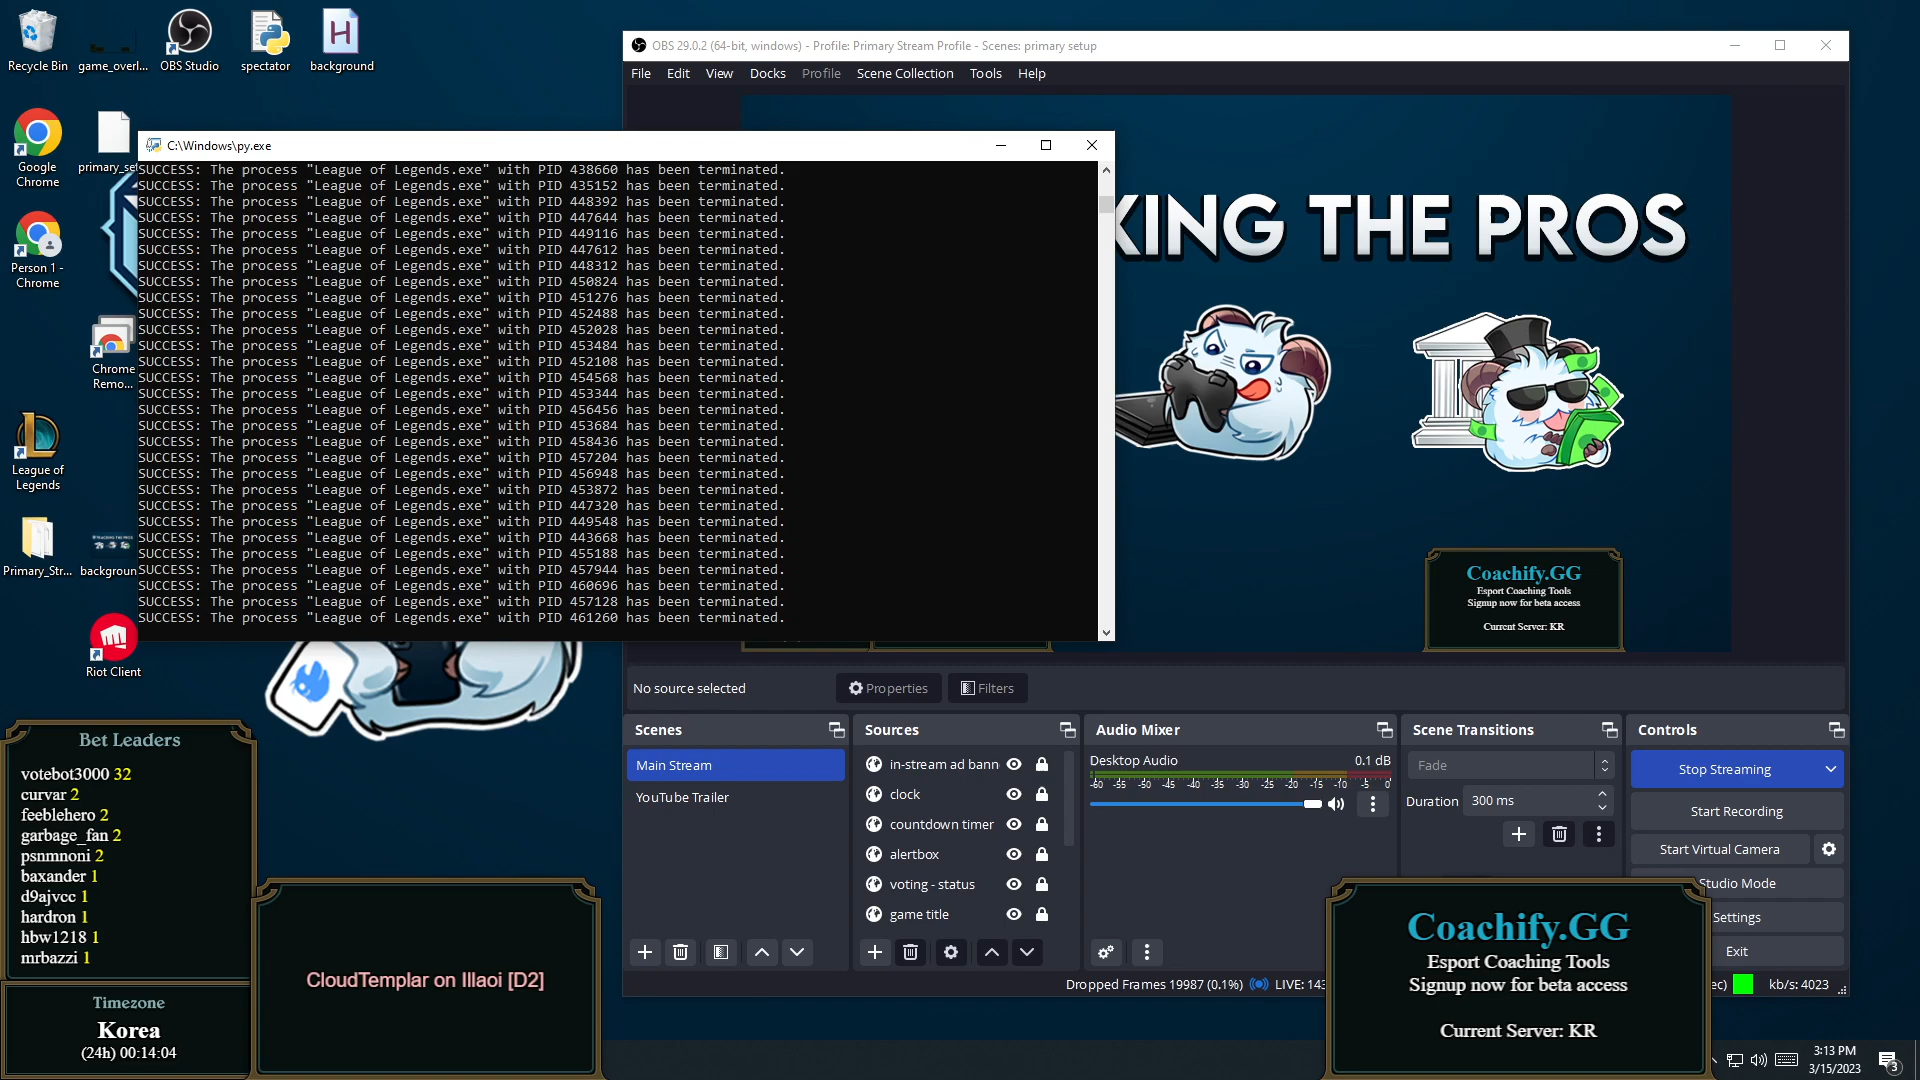 Recycle Bin
game_overl...
OBS Studio
spectator
background
Google
Chrome
primary_set
Person 1 -
Chrome
Chrome
Remo...
League of
Legends
Primary_Str...
backgroun
Riot Client
C:\Windows\py.exe
SUCCESS: The process "League of Legends.exe" with PID 438660 has been terminated.
SUCCESS: The process "League of Legends.exe" with PID 435152 has been terminated.
SUCCESS: The process "League of Legends.exe" with PID 448392 has been terminated.
SUCCESS: The process "League of Legends.exe" with PID 447644 has been terminated.
SUCCESS: The process "League of Legends.exe" with PID 449116 has been terminated.
SUCCESS: The process "League of Legends.exe" with PID 447612 has been terminated.
SUCCESS: The process "League of Legends.exe" with PID 448312 has been terminated.
SUCCESS: The process "League of Legends.exe" with PID 450824 has been terminated.
SUCCESS: The process "League of Legends.exe" with PID 451276 has been terminated.
SUCCESS: The process "League of Legends.exe" with PID 452488 has been terminated.
SUCCESS: The process "League of Legends.exe" with PID 452028 has been terminated.
SUCCESS: The process "League of Legends.exe" with PID 453484 has been terminated.
SUCCESS: The process "League of Legends.exe" with PID 452108 has been terminated.
SUCCESS: The process "League of Legends.exe" with PID 454568 has been terminated.
SUCCESS: The process "League of Legends.exe" with PID 453344 has been terminated.
SUCCESS: The process "League of Legends.exe" with PID 456456 has been terminated.
SUCCESS: The process "League of Legends.exe" with PID 453684 has been terminated.
SUCCESS: The process "League of Legends.exe" with PID 458436 has been terminated.
SUCCESS: The process "League of Legends.exe" with PID 457204 has been terminated.
SUCCESS: The process "League of Legends.exe" with PID 456948 has been terminated.
SUCCESS: The process "League of Legends.exe" with PID 453872 has been terminated.
SUCCESS: The process "League of Legends.exe" with PID 447320 has been terminated.
SUCCESS: The process "League of Legends.exe" with PID 449548 has been terminated.
SUCCESS: The process "League of Legends.exe" with PID 443668 has been terminated.
SUCCESS: The process "League of Legends.exe" with PID 455188 has been terminated.
SUCCESS: The process "League of Legends.exe" with PID 457944 has been terminated.
SUCCESS: The process "League of Legends.exe" with PID 460696 has been terminated.
SUCCESS: The process "League of Legends.exe" with PID 457128 has been terminated.
SUCCESS: The process "League of Legends.exe" with PID 461260 has been terminated.
OBS 29.0.2 (64-bit, windows) - Profile: Primary Stream Profile - Scenes: primary setup
File Edit View Docks Profile Scene Collection Tools Help
KING THE PROS
Coachify.GG
Esport Coaching Tools
Signup now for beta access
Current Server: KR
No source selected
Properties
Filters
Scenes
Main Stream
YouTube Trailer
Sources
in-stream ad bann
clock
countdown timer
alertbox
voting - status
game title
Audio Mixer
Desktop Audio 0.1 dB
-60 -55 -50 -45 -40 -35 -30 -25 -20 -15 -10 -5 0
Scene Transitions
Fade
Duration 300 ms
Controls
Stop Streaming
Start Recording
Start Virtual Camera
Studio Mode
Settings
Exit
Dropped Frames 19987 (0.1%) LIVE: 143
ec) kb/s: 4023
Bet Leaders
votebot3000 32
curvar 2
feeblehero 2
garbage_fan 2
psnmnoni 2
baxander 1
d9ajvcc 1
hardron 1
hbw1218 1
mrbazzi 1
Timezone
Korea
(24h) 00:14:04
CloudTemplar on Illaoi [D2]
Coachify.GG
Esport Coaching Tools
Signup now for beta access
Current Server: KR
3:13 PM
3/15/2023
3